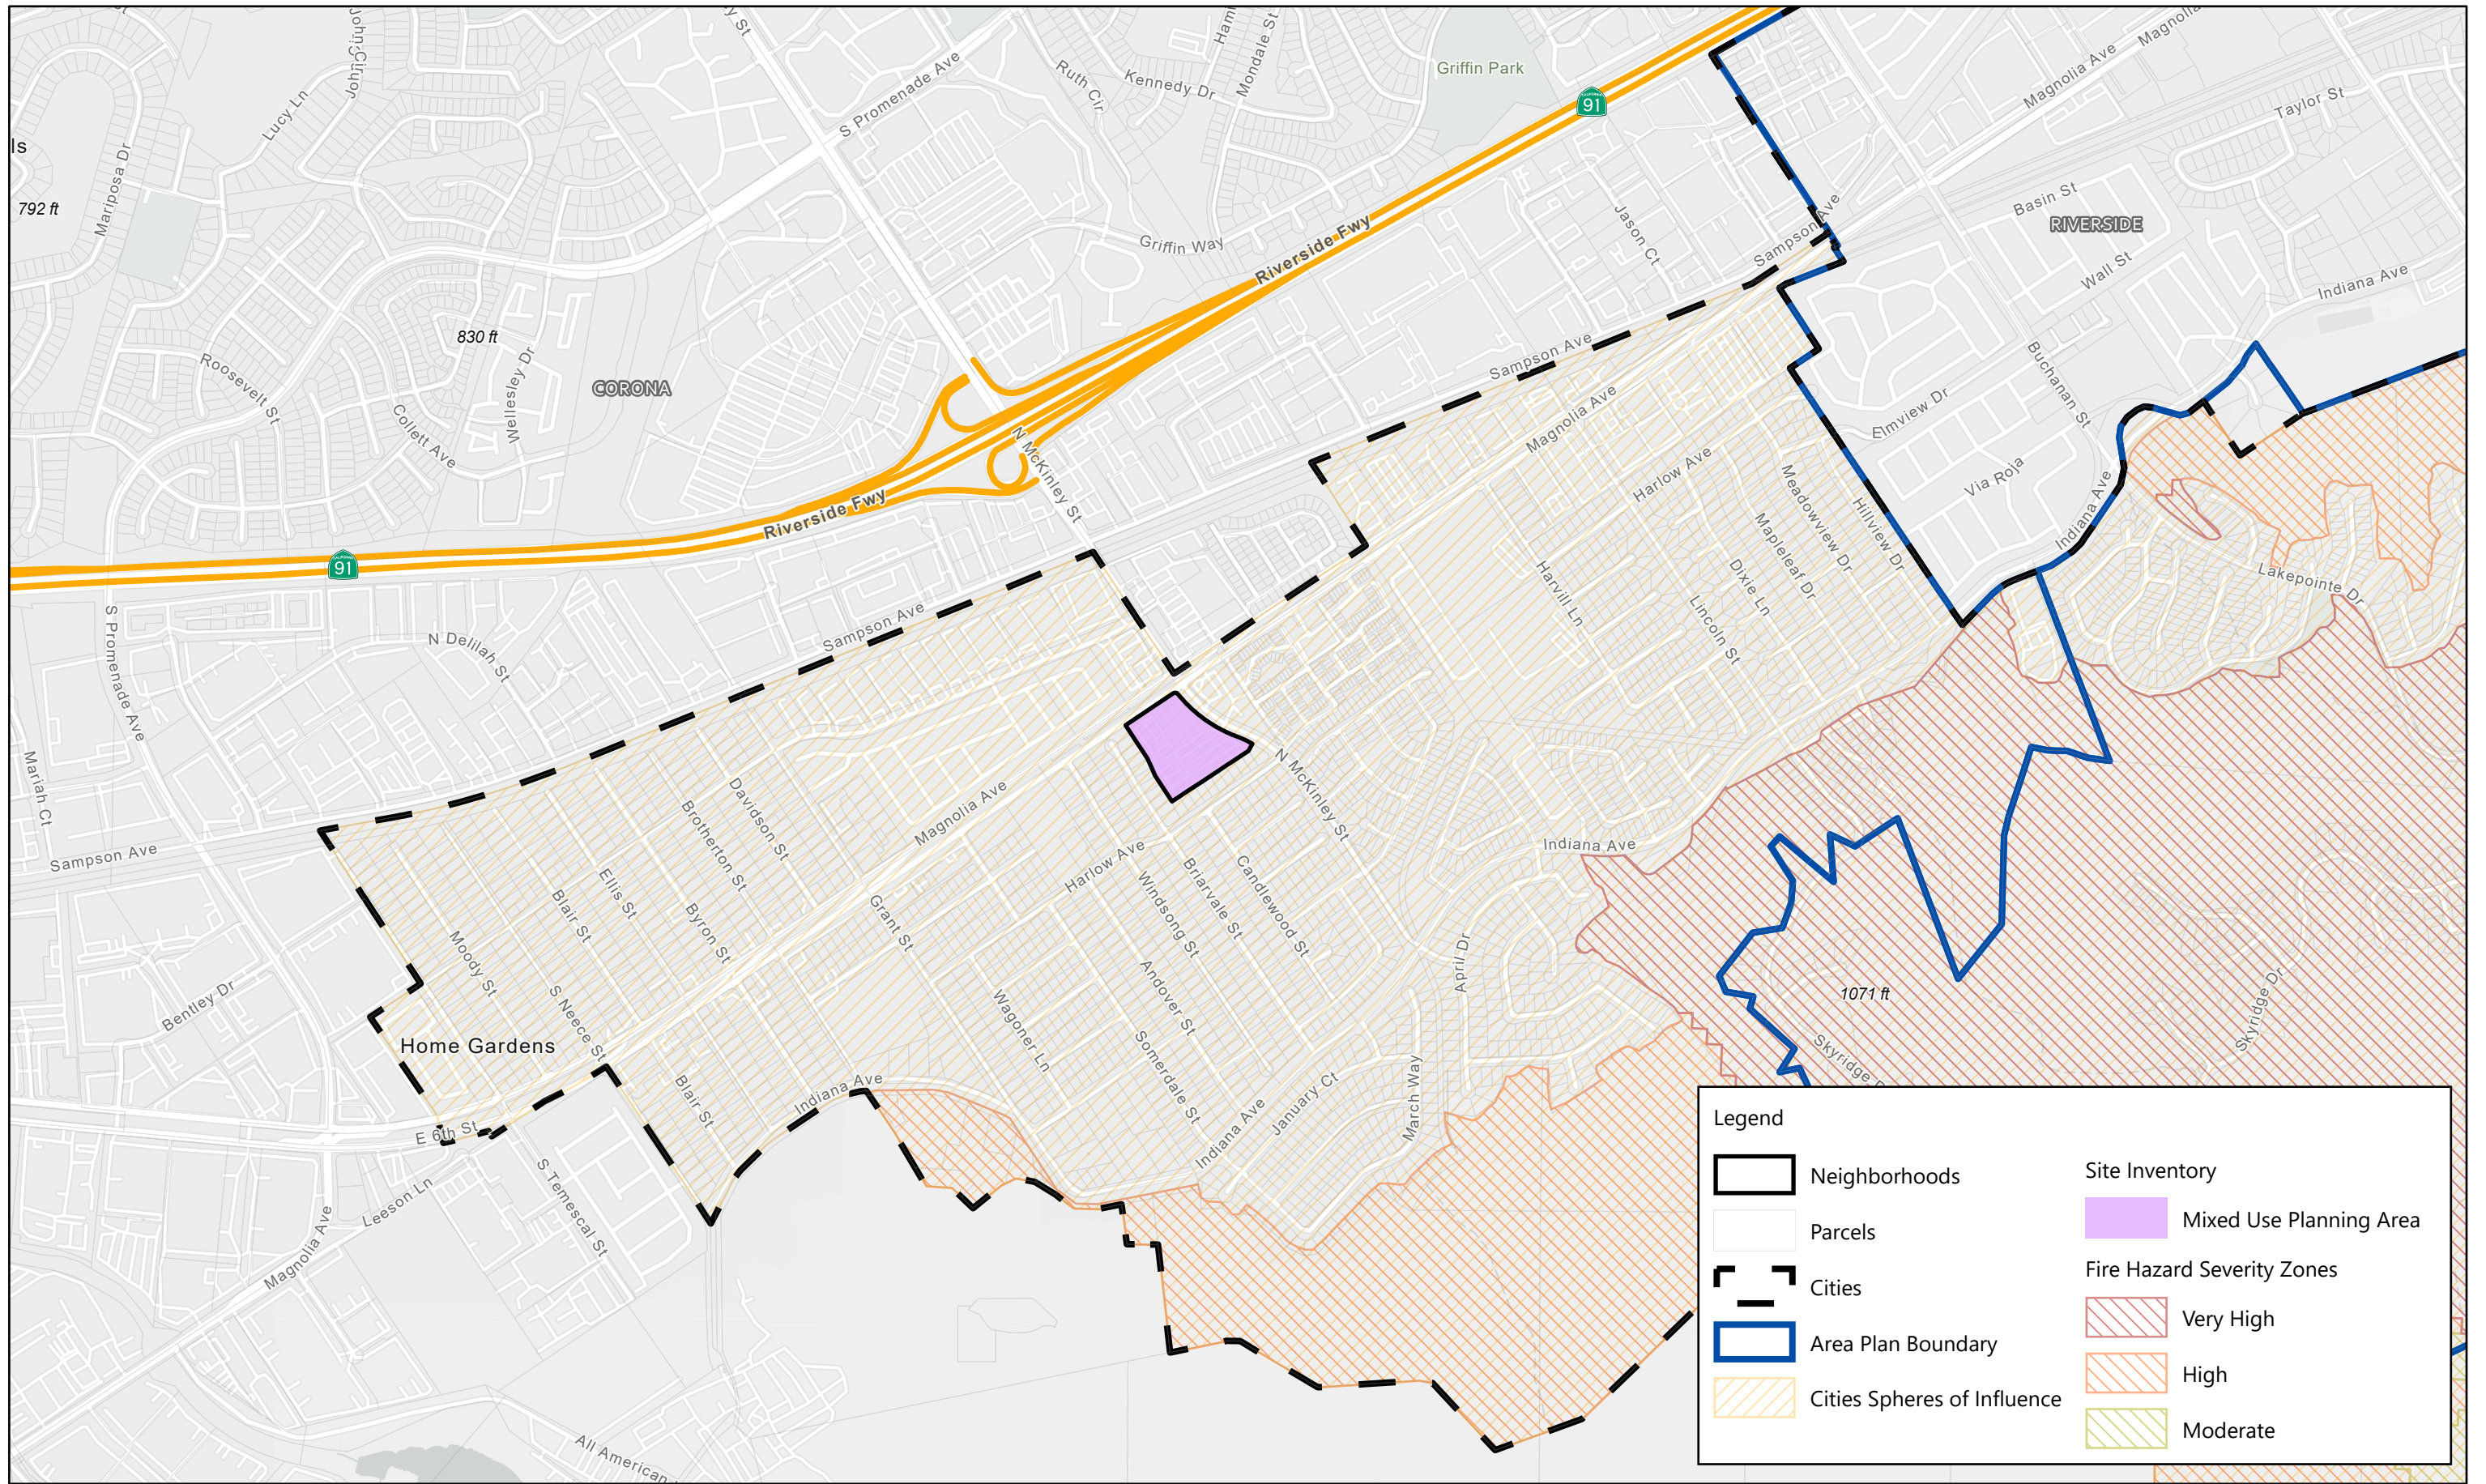 John Cir
John Cir
Lucy Ln
Mariposa Dr
ls
792 ft
830 ft
Roosevelt St
Collett Ave
Wellesley Dr
CORONA
S Promenade Ave
Ruth Cir
Kennedy Dr
Mondale St
Griffin Park
Griffin Way
Riverside Fwy
91
Jason Ct
Sampson Ave
Magnolia Ave
Magnolia
Taylor St
Basin St
RIVERSIDE
Wall St
Indiana Ave
Buchanan St
Elmview Dr
Via Roja
Indiana Ave
Lakepointe Dr
N McKinley St
Riverside Fwy
91
Sampson Ave
Magnolia Ave
Harlow Ave
Meadowview Dr
Hillview Dr
Mapleleaf Dr
Dixie Ln
Lincoln St
Harvill Ln
S Promenade Ave
N Delilah St
Sampson Ave
Mariah Ct
Sampson Ave
Bentley Dr
Davidson St
Brotherton St
Ellis St
Blair St
Byron St
Moody St
S Neece St
Magnolia Ave
Grant St
Harlow Ave
N McKinley St
Candlewood St
Briarvale St
Windsong St
Andover St
Wagoner Ln
Somerdale St
Indiana Ave
April Dr
March Way
January Ct
Indiana Ave
Indiana Ave
Blair St
Home Gardens
E 6th St
Leeson Ln
S Temescal St
Magnolia Ave
All American
1071 ft
Skyridge Dr
Skyridge D
Legend
Neighborhoods
Parcels
Cities
Area Plan Boundary
Cities Spheres of Influence
Site Inventory
Mixed Use Planning Area
Fire Hazard Severity Zones
Very High
High
Moderate